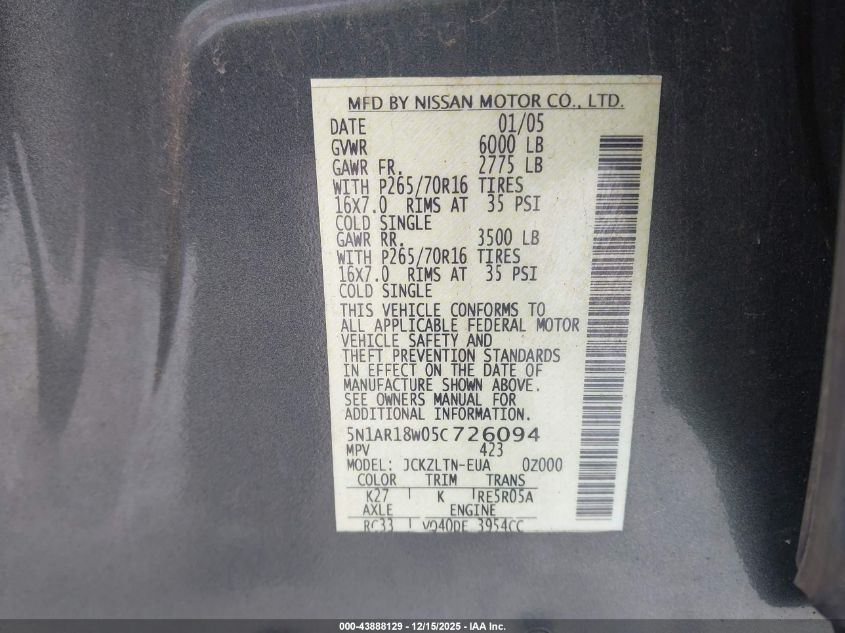 MFD BY NISSAN MOTOR CO., LTD.
DATE 01/05
GVWR 6000 LB
GAWR FR. 2775 LB
WITH P265/70R16 TIRES
16X7.0 RIMS AT 35 PSI
COLD SINGLE
GAWR RR. 3500 LB
WITH P265/70R16 TIRES
16X7.0 RIMS AT 35 PSI
COLD SINGLE
THIS VEHICLE CONFORMS TO
ALL APPLICABLE FEDERAL MOTOR
VEHICLE SAFETY AND
THEFT PREVENTION STANDARDS
IN EFFECT ON THE DATE OF
MANUFACTURE SHOWN ABOVE.
SEE OWNERS MANUAL FOR
ADDITIONAL INFORMATION.
5N1AR18W05C726094
MPV 423
MODEL: JCKZLTN-EUA 0Z000
COLOR TRIM TRANS
K27 K RE5R05A
AXLE ENGINE
RC33 VQ40DE 3954CC
000-43888129 - 12/15/2025 - IAA Inc.